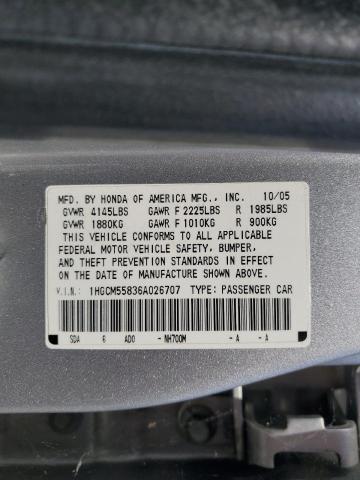 MFD. BY HONDA OF AMERICA MFG., INC. 10/05
GVWR 4145LBS GAWR F 2225LBS R 1985LBS
GVWR 1880KG GAWR F 1010KG R 900KG
THIS VEHICLE CONFORMS TO ALL APPLICABLE
FEDERAL MOTOR VEHICLE SAFETY, BUMPER,
AND THEFT PREVENTION STANDARDS IN EFFECT
ON THE DATE OF MANUFACTURE SHOWN ABOVE.
V.I.N. 1HGCM55836A026707 TYPE: PASSENGER CAR
SDA 6 AD0 -NH700M -A -A